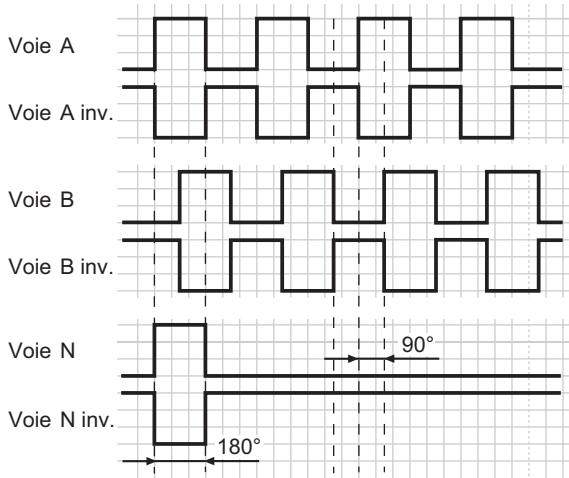 Voie A
Voie A inv.
Voie B
Voie B inv.
Voie N
90°
Voie N inv.
180°